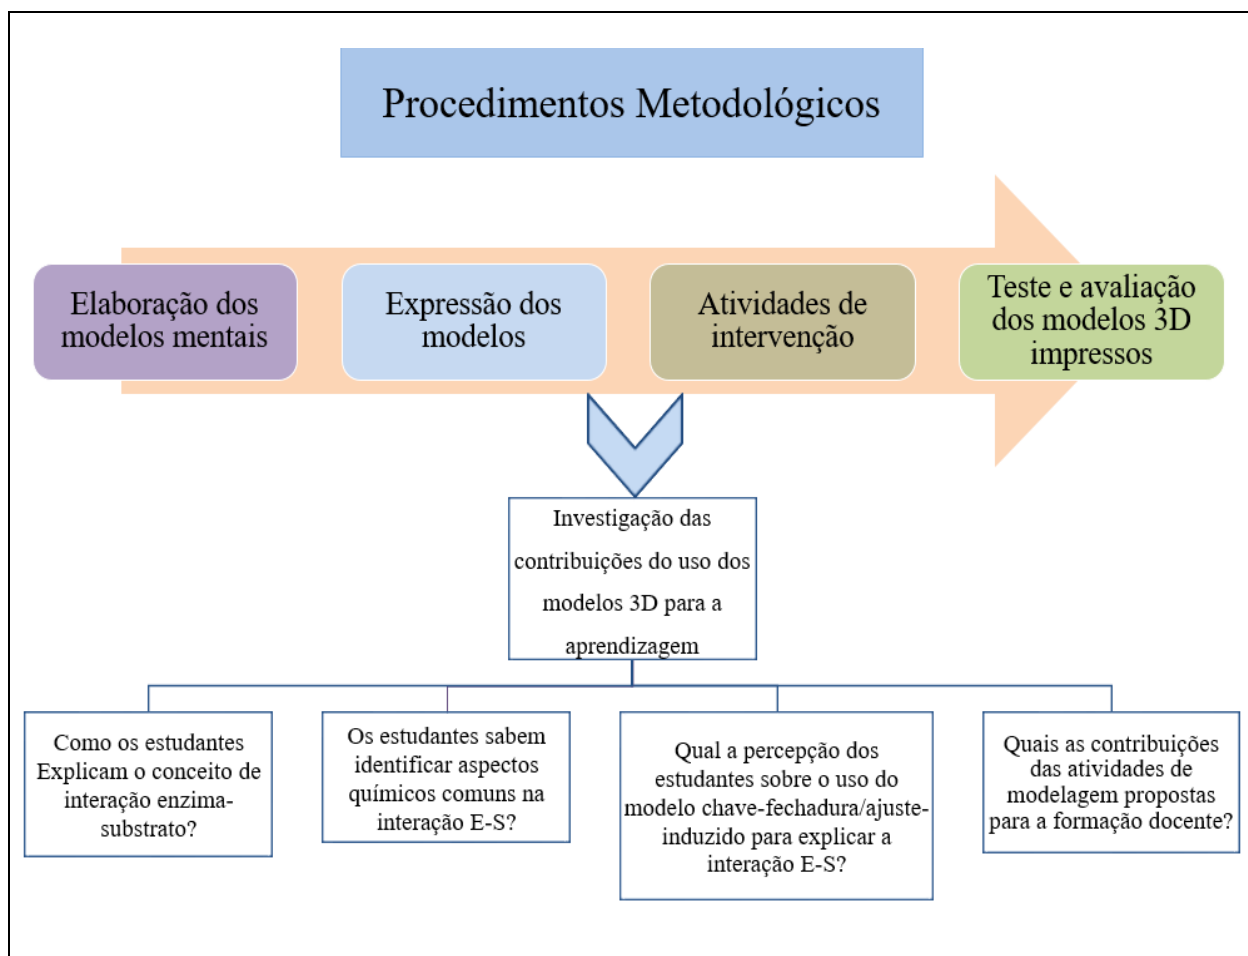 Procedimentos Metodológicos
Elaboração dos
modelos mentais
Expressão dos
modelos
Atividades de
intervenção
Teste e avaliação
dos modelos 3D
impressos
Investigação das
contribuições do uso dos
modelos 3D para a
aprendizagem
Como os estudantes
Explicam o conceito de
interação enzima-
substrato?
Os estudantes sabem
identificar aspectos
químicos comuns na
interação E-S?
Qual a percepção dos
estudantes sobre o uso do
modelo chave-fechadura/ajuste-
induzido para explicar a
interação E-S?
Quais as contribuições
das atividades de
modelagem propostas
para a formação docente?